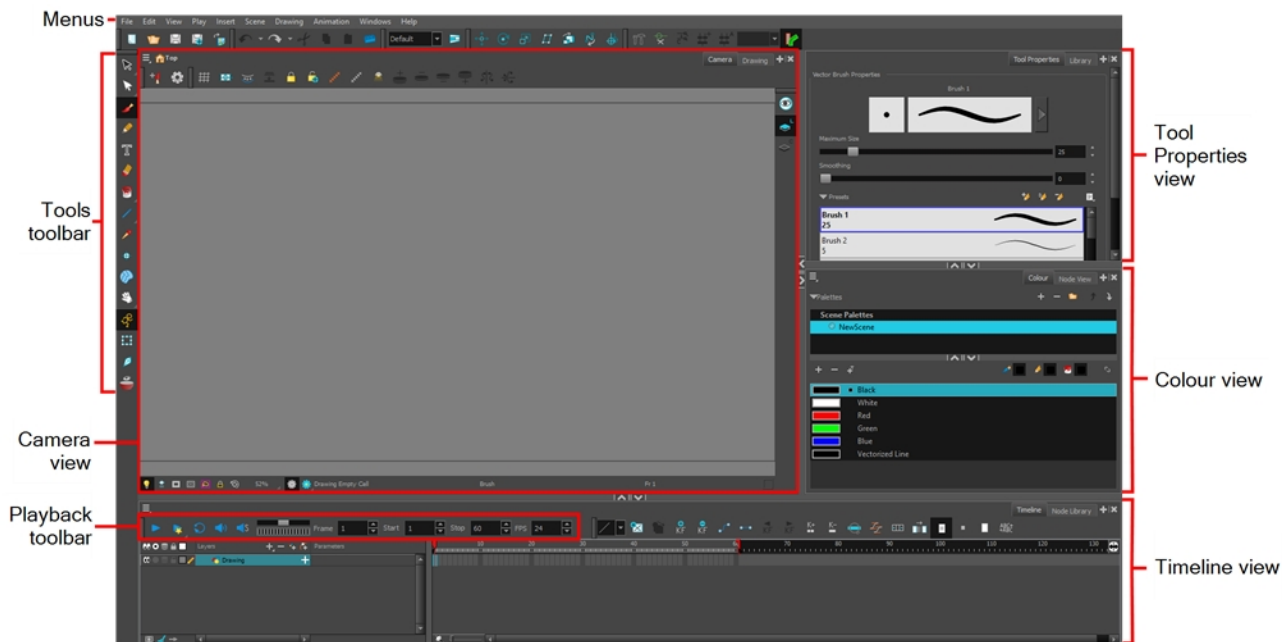 Menus
File Edit View Play Insert Scene Drawing Animation Windows Help
Default
Top
Camera Drawing
Tool Properties Library
Vector Brush Properties
Brush 1
Maximum Size
25
Smoothing
0
Presets
Brush 1
25
Brush 2
5
Tool
Properties
view
Tools
toolbar
Colour Node View
Palettes
Scene Palettes
NewScene
Black
White
Red
Green
Blue
Vectorized Line
Colour view
Camera
view
52% Drawing Empty Cell Brush Fr 1
Playback
toolbar
Timeline Node Library
Frame 1 Start 1 Stop 60 FPS 24
Layers Parameters
10 20 30 40 50 60 70 80 90 100 110 120 130
Drawing
Timeline view